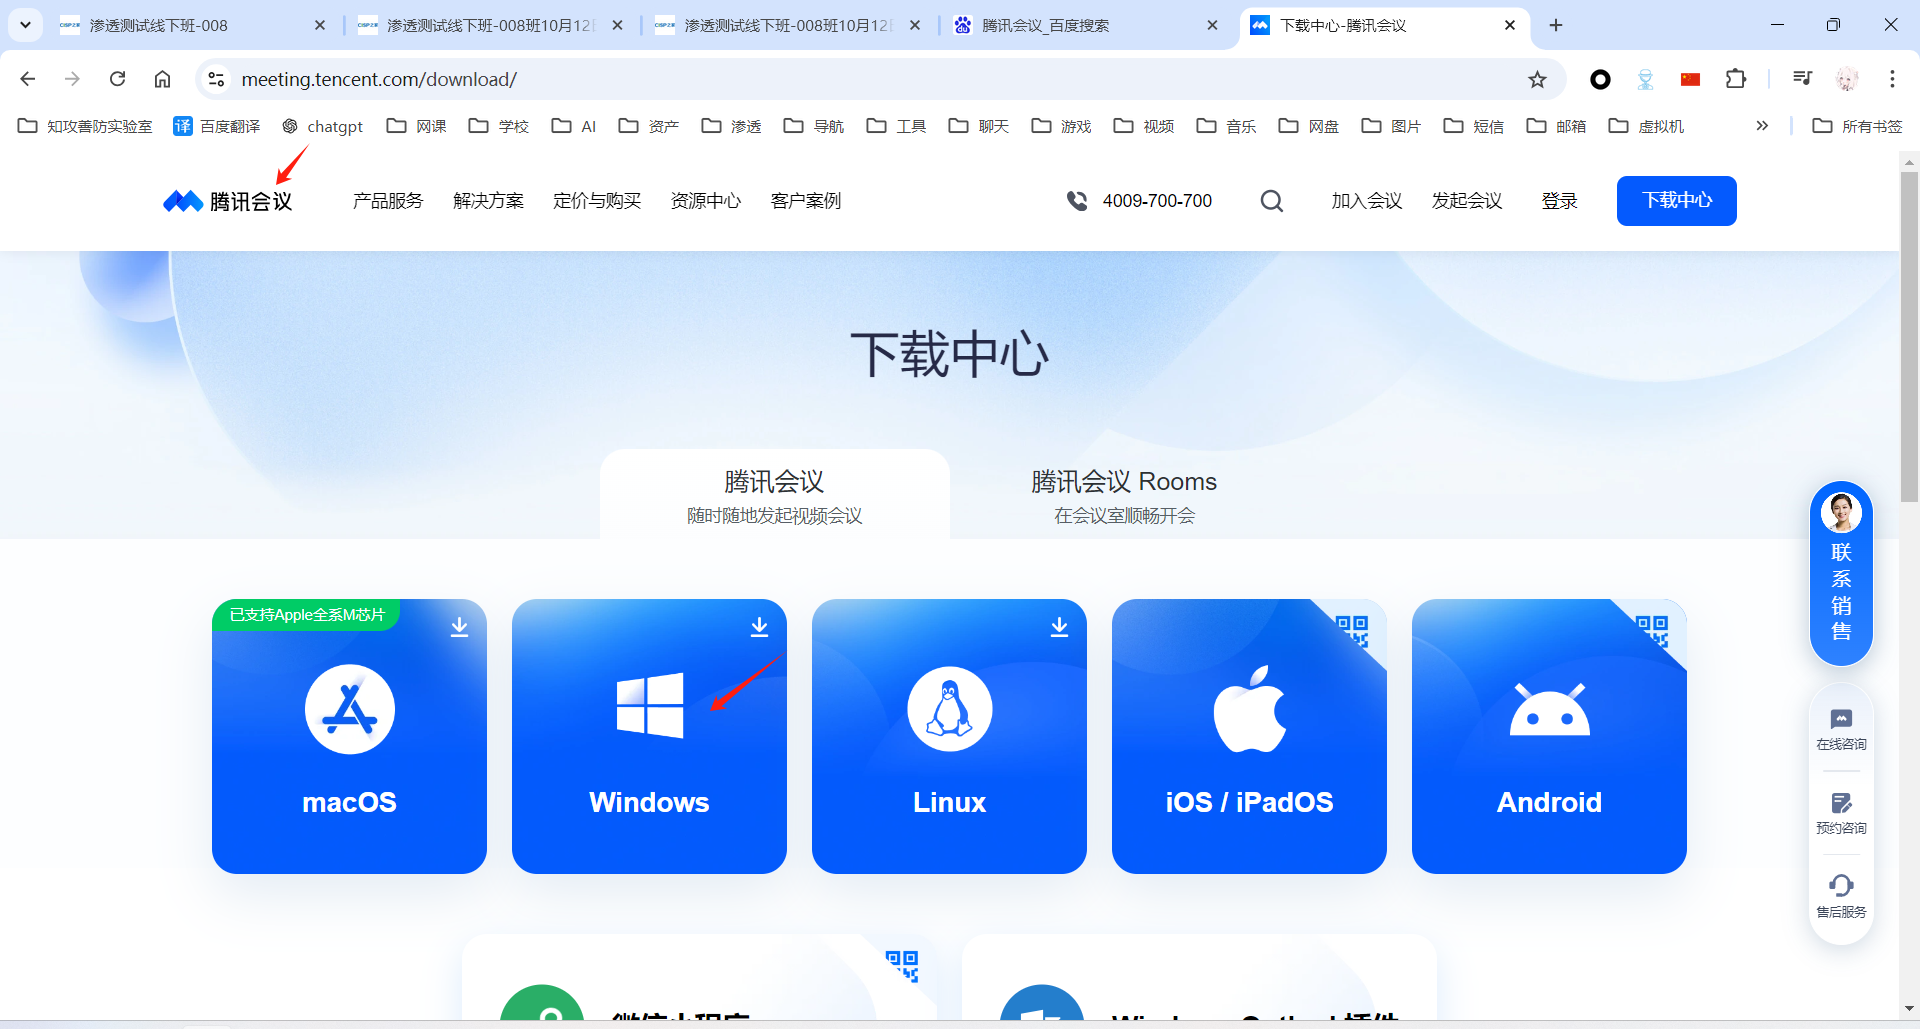 渗透测试线下班-008
渗透测试线下班-008班10月12
渗透测试线下班-008班10月12
腾讯会议_百度搜索
下载中心-腾讯会议
meeting.tencent.com/download/
知攻善防实验室
译 百度翻译
chatgpt
网课
学校
AI
资产
渗透
导航
工具
聊天
游戏
视频
音乐
网盘
图片
短信
邮箱
虚拟机
所有书签
腾讯会议
产品服务
解决方案
定价与购买
资源中心
客户案例
4009-700-700
加入会议
发起会议
登录
下载中心
下载中心
腾讯会议
随时随地发起视频会议
腾讯会议 Rooms
在会议室顺畅开会
已支持Apple全系M芯片
macOS
Windows
Linux
iOS / iPadOS
Android
联系销售
在线咨询
预约咨询
售后服务
微信小程序